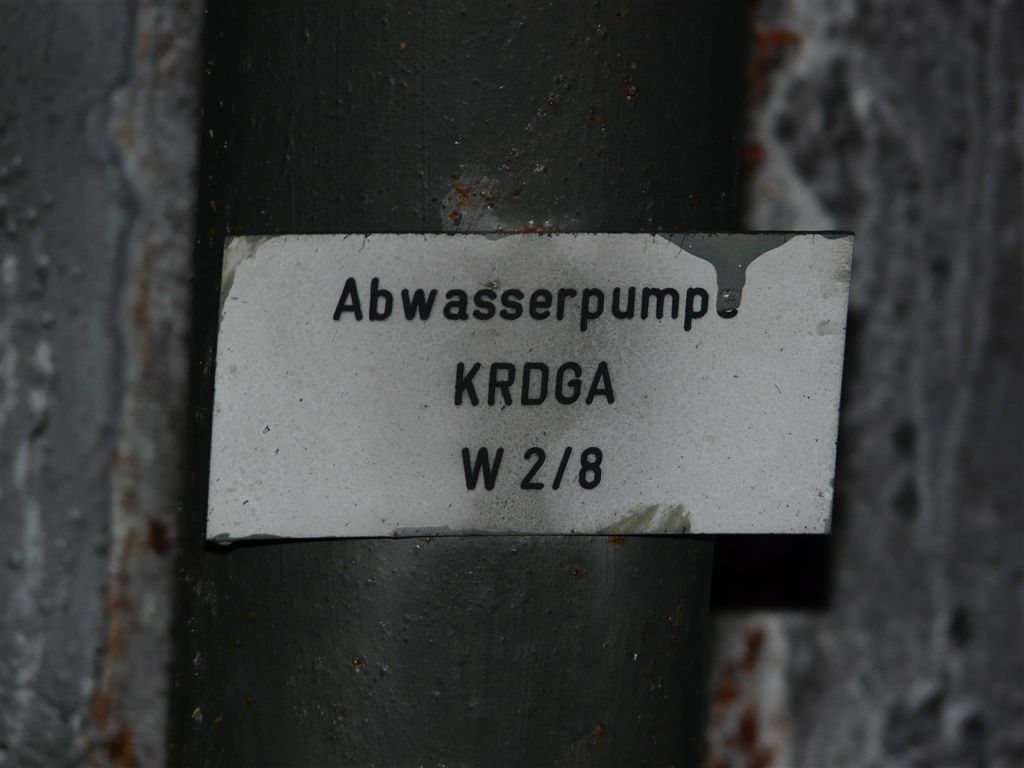 Abwasserpumpe
KRDGA
W 2/8